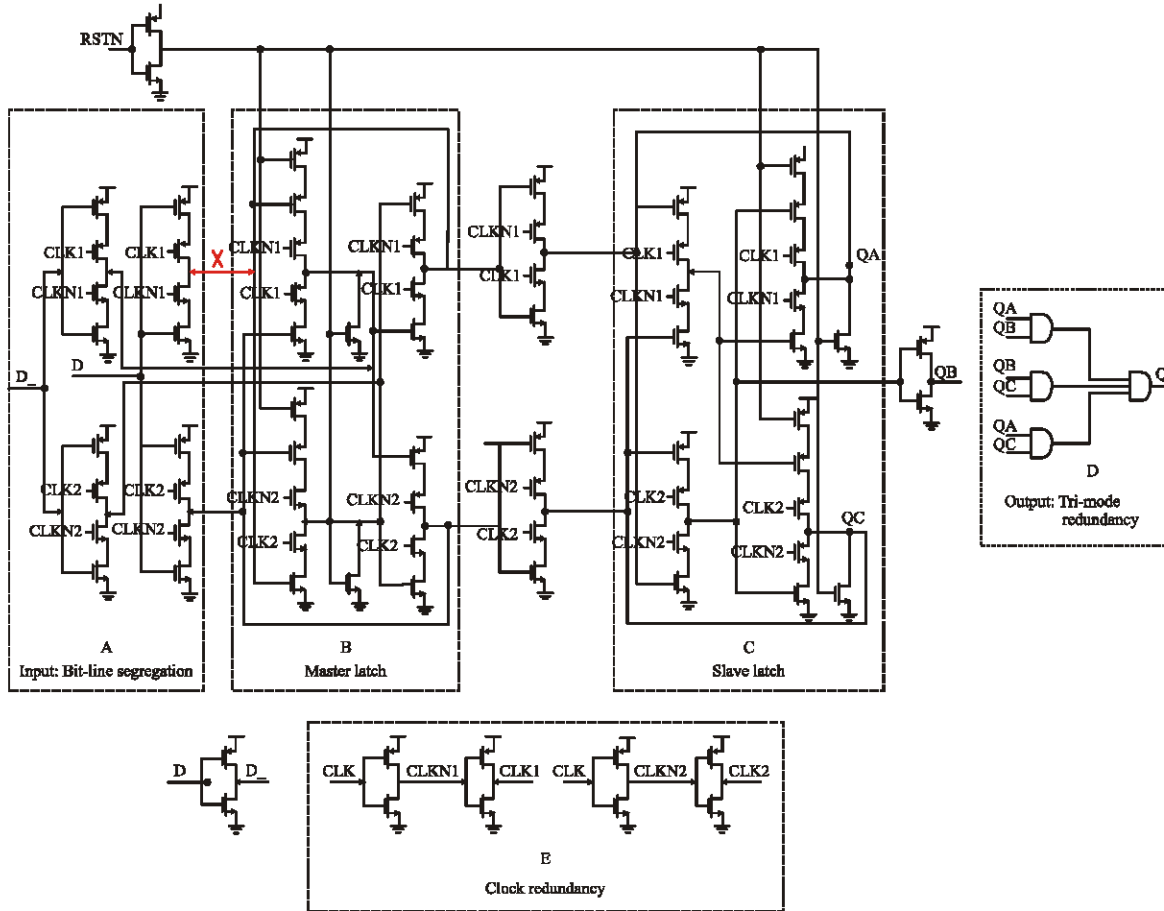 RSTN
X
CLK1
CLK1
CLKN1
CLKN1
D_
D
CLK2
CLK2
CLKN2
CLKN2
A
Input: Bit-line segregation
CLKN1
CLK1
CLKN1
CLK1
CLKN2
CLK2
CLKN2
CLK2
B
Master latch
CLKN1
CLK1
CLKN2
CLK2
CLK1
CLKN1
CLK1
CLKN1
QA
CLK2
CLKN2
CLK2
CLKN2
QC
C
Slave latch
QB
QA
QB
QB
QC
QA
QC
Q
D
Output: Tri-mode
redundancy
D
D_
CLK
CLKN1
CLK1
CLK
CLKN2
CLK2
E
Clock redundancy